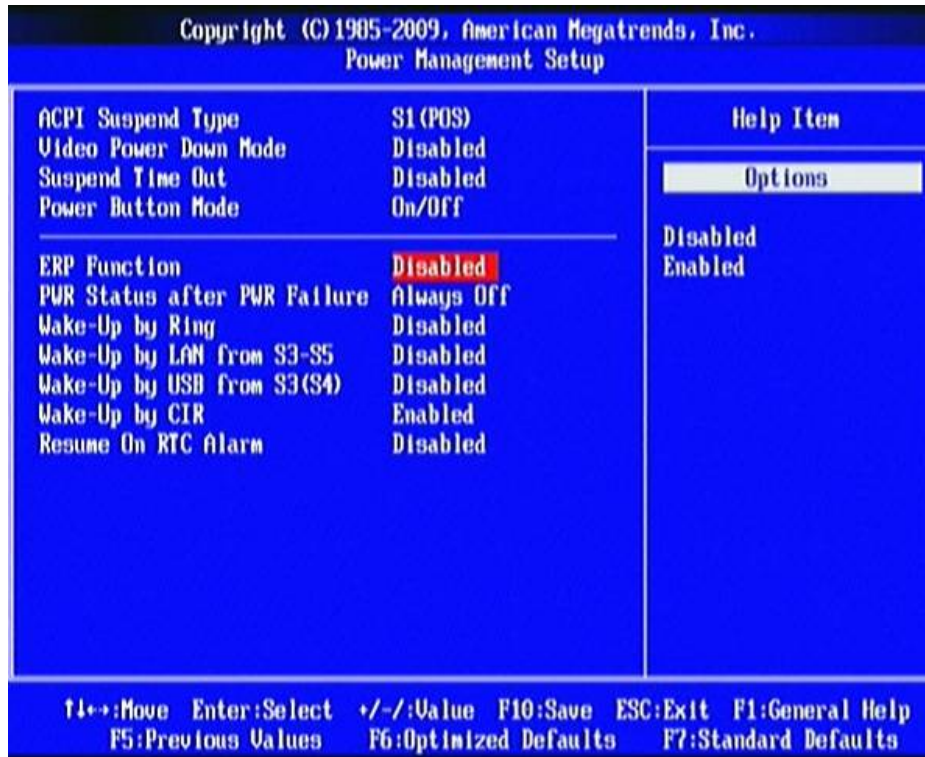 Copyright (C)1985-2009, American Megatrends, Inc.
Power Management Setup
ACPI Suspend Type S1(POS)
Video Power Down Mode Disabled
Suspend Time Out Disabled
Power Button Mode On/Off
ERP Function Disabled
PWR Status after PWR Failure Always Off
Wake-Up by Ring Disabled
Wake-Up by LAN from S3-S5 Disabled
Wake-Up by USB from S3(S4) Disabled
Wake-Up by CIR Enabled
Resume On RTC Alarm Disabled
Help Item
Options
Disabled
Enabled
↑↓←→:Move Enter:Select +/-/:Value F10:Save ESC:Exit F1:General Help
F5:Previous Values F6:Optimized Defaults F7:Standard Defaults